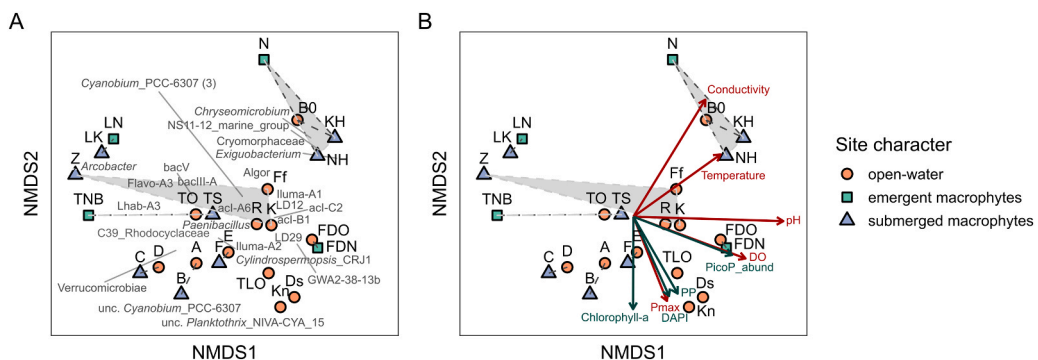 A
N
Cyanobium_PCC-6307 (3)
Chryseomicrobium
B0
NS11-12_marine_group
KH
LN
LK
Cryomorphaceae
Exiguobacterium
NH
Z
Arcobacter
bacV
Algor
Ff
Flavo-A3
bacIII-A
Iluma-A1
TNB
Lhab-A3
TO
TS
acI-A6
R
K
LD12
acI-C2
Paenibacillus
acI-B1
C39_Rhodocyclaceae
E
LD29
FDO
FDN
C
D
A
F
Iluma-A2
Cylindrospermopsis_CRJ1
Verrucomicrobiae
B
TLO
GWA2-38-13b
Ds
Kn
unc. Cyanobium_PCC-6307
unc. Planktothrix_NIVA-CYA_15
NMDS1
NMDS2
B
N
Conductivity
B0
KH
LN
LK
NH
Z
Temperature
Ff
TNB
TO
TS
R
K
pH
FDO
FDN
E
DO
C
D
A
F
PicoP_abund
TLO
B
PP
Ds
Pmax
Kn
Chlorophyll-a
DAPI
NMDS1
NMDS2
Site character
open-water
emergent macrophytes
submerged macrophytes